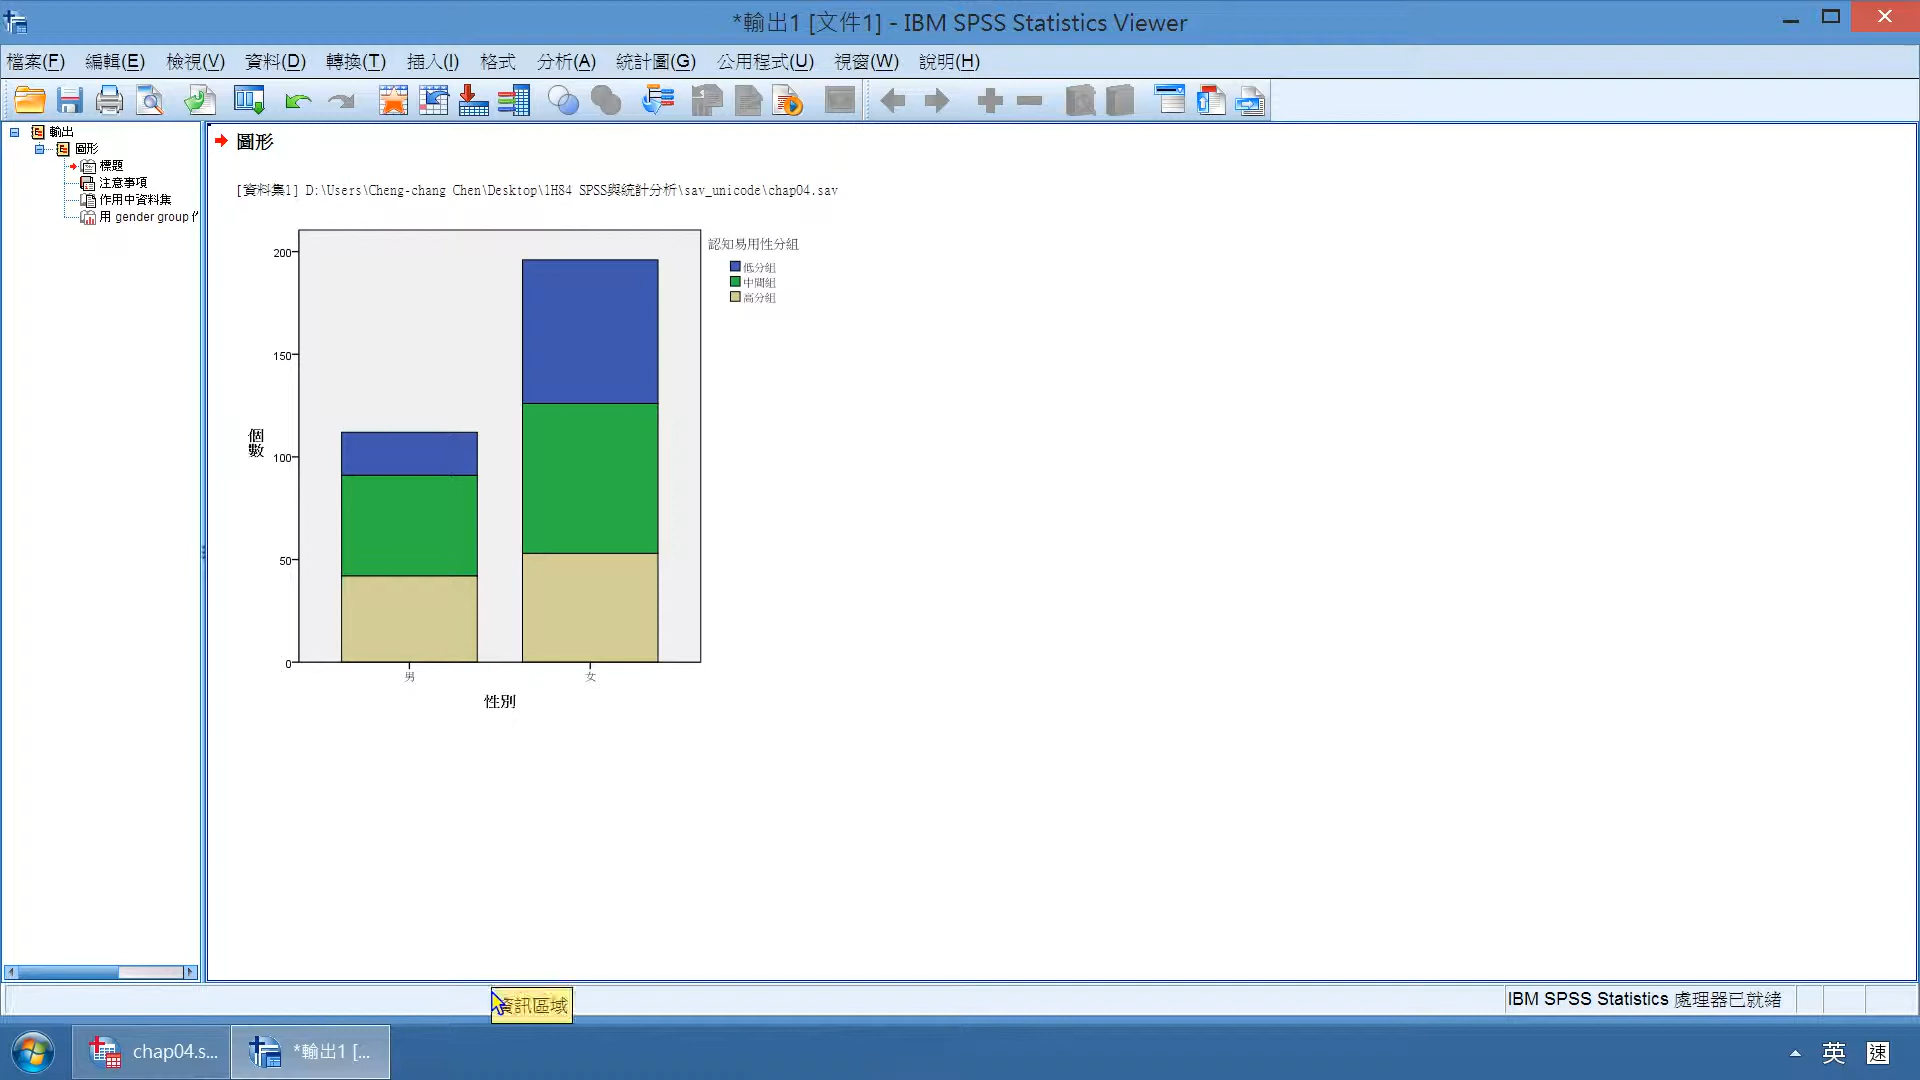 *輸出1 [文件1] - IBM SPSS Statistics Viewer
檔案(F) 編輯(E) 檢視(V) 資料(D) 轉換(T) 插入(I) 格式 分析(A) 統計圖(G) 公用程式(U) 視窗(W) 說明(H)
輸出
圖形
標題
注意事項
作用中資料集
用 gender group
圖形
[資料集1] D:\Users\Cheng-chang Chen\Desktop\1H84 SPSS與統計分析\sav_unicode\chap04.sav
認知易用性分組
低分組
中間組
高分組
200
150
100
50
0
個數
男
女
性別
資訊區域
IBM SPSS Statistics 處理器已就緒
chap04.s...
*輸出1 [...
英
速